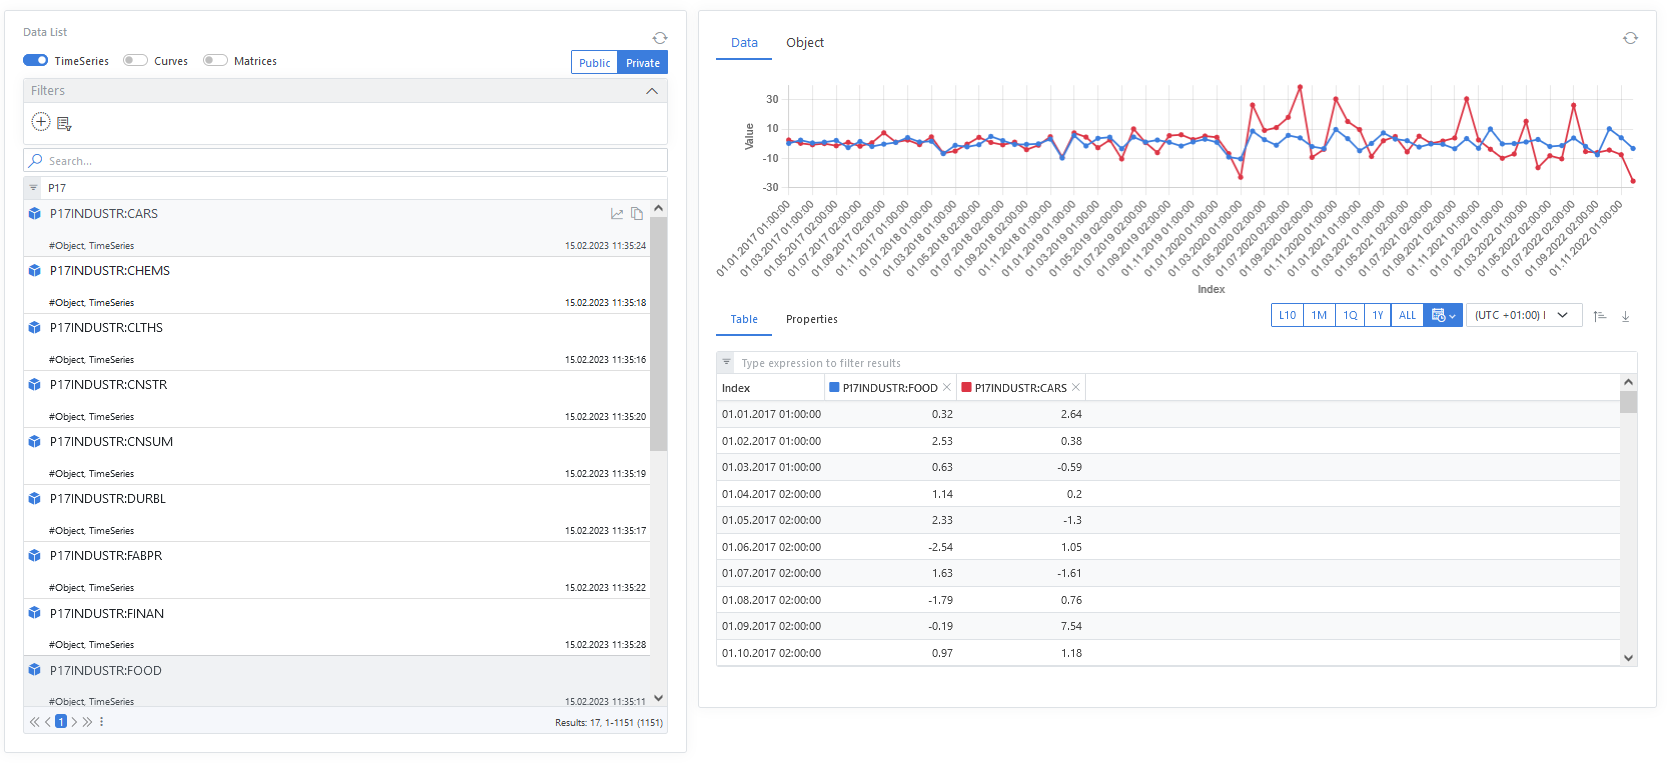 Data List
TimeSeries Curves Matrices Public Private
Filters
Search...
P17
P17INDUSTR:CARS
#Object, TimeSeries 15.02.2023 11:35:24
P17INDUSTR:CHEMS
#Object, TimeSeries 15.02.2023 11:35:18
P17INDUSTR:CLTHS
#Object, TimeSeries 15.02.2023 11:35:16
P17INDUSTR:CNSTR
#Object, TimeSeries 15.02.2023 11:35:20
P17INDUSTR:CNSUM
#Object, TimeSeries 15.02.2023 11:35:19
P17INDUSTR:DURBL
#Object, TimeSeries 15.02.2023 11:35:17
P17INDUSTR:FABPR
#Object, TimeSeries 15.02.2023 11:35:22
P17INDUSTR:FINAN
#Object, TimeSeries 15.02.2023 11:35:28
P17INDUSTR:FOOD
#Object, TimeSeries 15.02.2023 11:35:11
1 Results: 17, 1-1151 (1151)
Data Object
Value
30
10
-10
-30
01.01.2017 01:00:00
01.03.2017 01:00:00
01.05.2017 02:00:00
01.07.2017 02:00:00
01.09.2017 02:00:00
01.11.2017 01:00:00
01.01.2018 01:00:00
01.03.2018 01:00:00
01.05.2018 02:00:00
01.07.2018 02:00:00
01.09.2018 02:00:00
01.11.2018 01:00:00
01.01.2019 01:00:00
01.03.2019 01:00:00
01.05.2019 02:00:00
01.07.2019 02:00:00
01.09.2019 02:00:00
01.11.2019 01:00:00
01.01.2020 01:00:00
01.03.2020 01:00:00
01.05.2020 02:00:00
01.07.2020 02:00:00
01.09.2020 02:00:00
01.11.2020 01:00:00
01.01.2021 01:00:00
01.03.2021 01:00:00
01.05.2021 02:00:00
01.07.2021 02:00:00
01.09.2021 02:00:00
01.11.2021 01:00:00
01.01.2022 01:00:00
01.03.2022 01:00:00
01.05.2022 02:00:00
01.07.2022 02:00:00
01.09.2022 02:00:00
01.11.2022 01:00:00
Index
Table Properties L10 1M 1Q 1Y ALL (UTC +01:00) I
Type expression to filter results
Index P17INDUSTR:FOOD P17INDUSTR:CARS
01.01.2017 01:00:00 0.32 2.64
01.02.2017 01:00:00 2.53 0.38
01.03.2017 01:00:00 0.63 -0.59
01.04.2017 02:00:00 1.14 0.2
01.05.2017 02:00:00 2.33 -1.3
01.06.2017 02:00:00 -2.54 1.05
01.07.2017 02:00:00 1.63 -1.61
01.08.2017 02:00:00 -1.79 0.76
01.09.2017 02:00:00 -0.19 7.54
01.10.2017 02:00:00 0.97 1.18